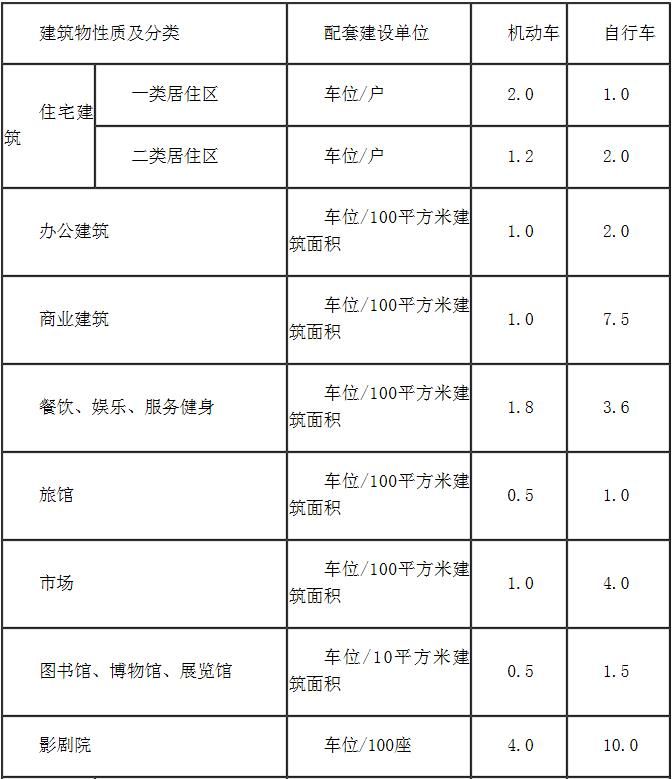 建筑物性质及分类 配套建设单位 机动车 自行车
住宅建筑 一类居住区 车位/户 2.0 1.0
二类居住区 车位/户 1.2 2.0
办公建筑 车位/100平方米建筑面积 1.0 2.0
商业建筑 车位/100平方米建筑面积 1.0 7.5
餐饮、娱乐、服务健身 车位/100平方米建筑面积 1.8 3.6
旅馆 车位/100平方米建筑面积 0.5 1.0
市场 车位/100平方米建筑面积 1.0 4.0
图书馆、博物馆、展览馆 车位/10平方米建筑面积 0.5 1.5
影剧院 车位/100座 4.0 10.0